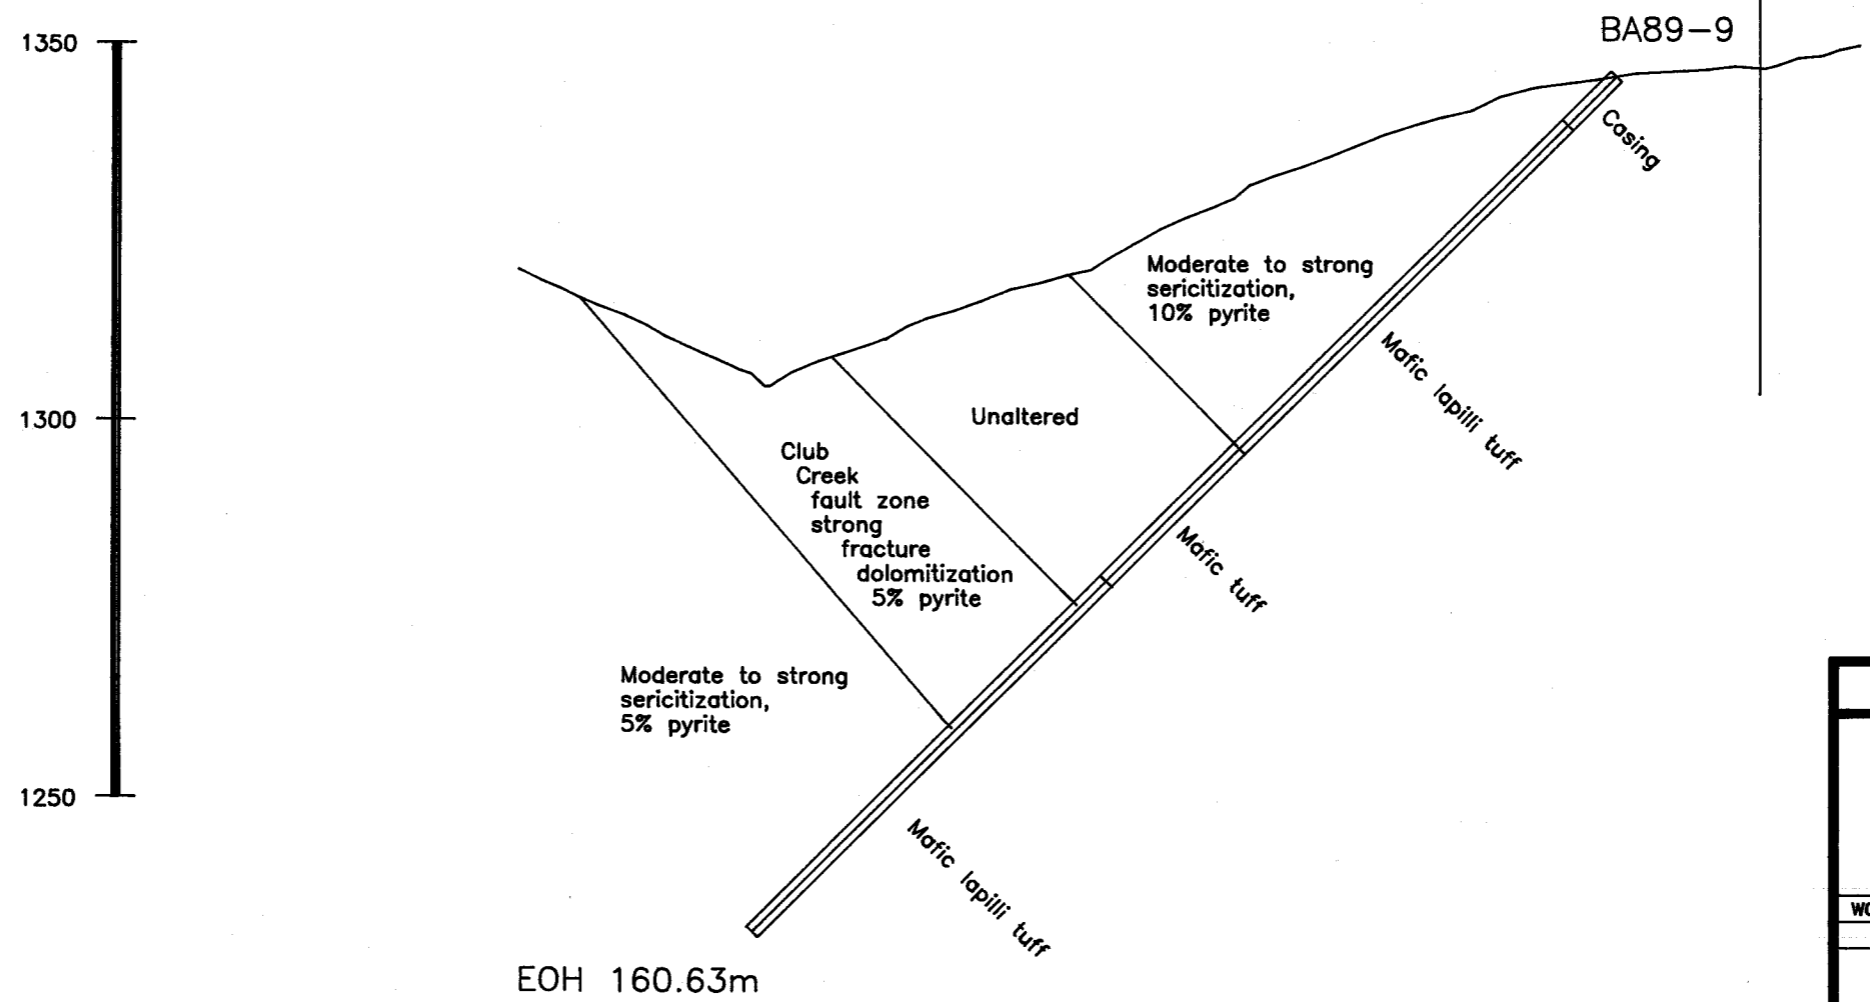 BA89-9
1350
Casing
Moderate to strong
sericitization,
10% pyrite
Mafic lapilli tuff
1300
Unaltered
Club
Creek
fault zone
strong
fracture
dolomitization
5% pyrite
Mafic tuff
Moderate to strong
sericitization,
5% pyrite
1250
Mafic lapilli tuff
EOH 160.63m